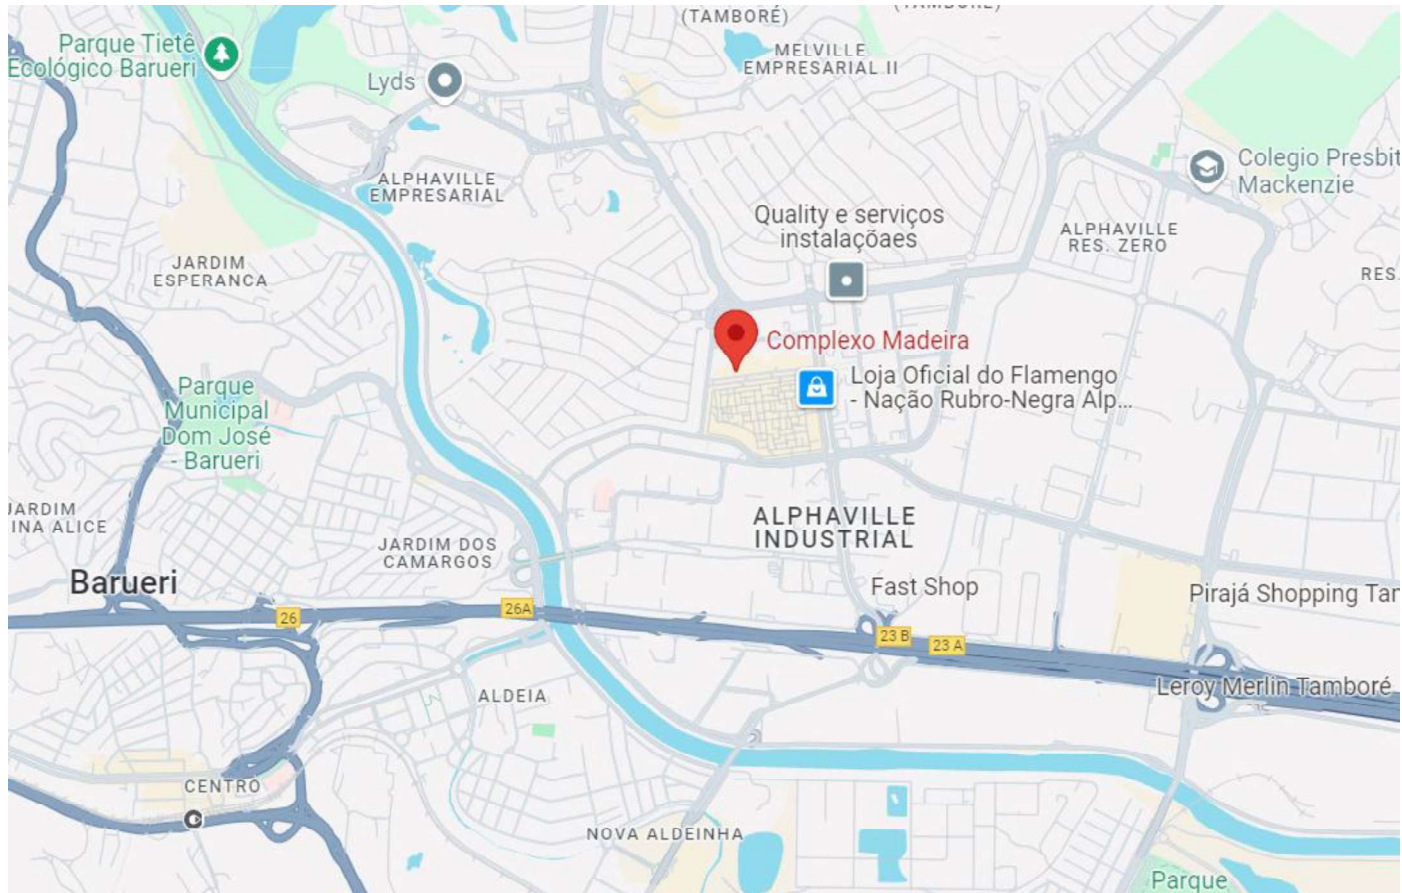 (TAMBORÉ)
(TAMBORÉ)
Parque Tietê
Ecológico Barueri
Lyds
MELVILLE
EMPRESARIAL II
Colegio Presbit
Mackenzie
ALPHAVILLE
EMPRESARIAL
Quality e serviços
instalaçõaes
ALPHAVILLE
RES. ZERO
JARDIM
ESPERANCA
RES.
Complexo Madeira
Loja Oficial do Flamengo
- Nação Rubro-Negra Alp...
Parque
Municipal
Dom José
- Barueri
JARDIM
INA ALICE
ALPHAVILLE
INDUSTRIAL
JARDIM DOS
CAMARGOS
Barueri
Fast Shop
Pirajá Shopping Tam
26
26A
23 B
23 A
Leroy Merlin Tamboré
ALDEIA
CENTRO
NOVA ALDEINHA
Parque